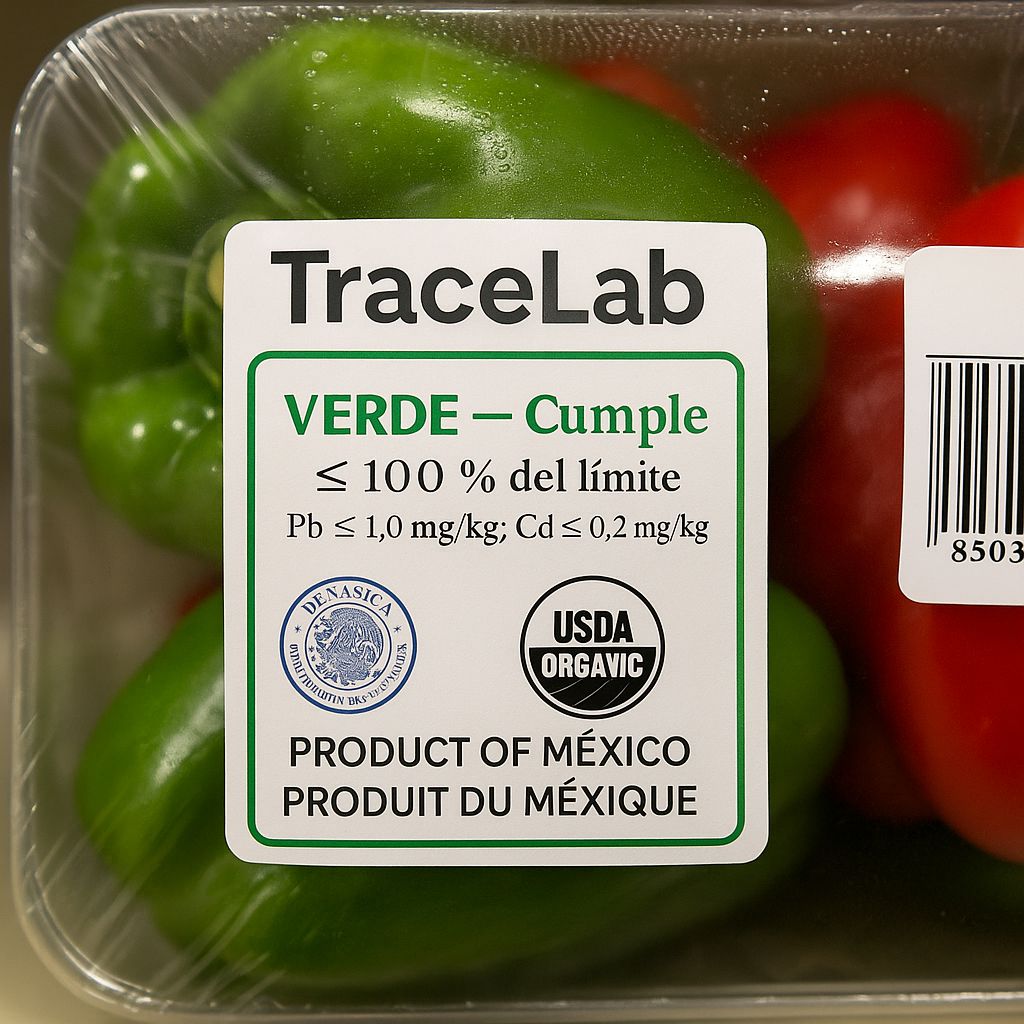 TraceLab
VERDE — Cumple
≤ 100 % del límite
Pb ≤ 1,0 mg/kg; Cd ≤ 0,2 mg/kg
DENASICA
USDA
ORGAVIC
PRODUCT OF MÉXICO
PRODUIT DU MÉXIQUE
8503